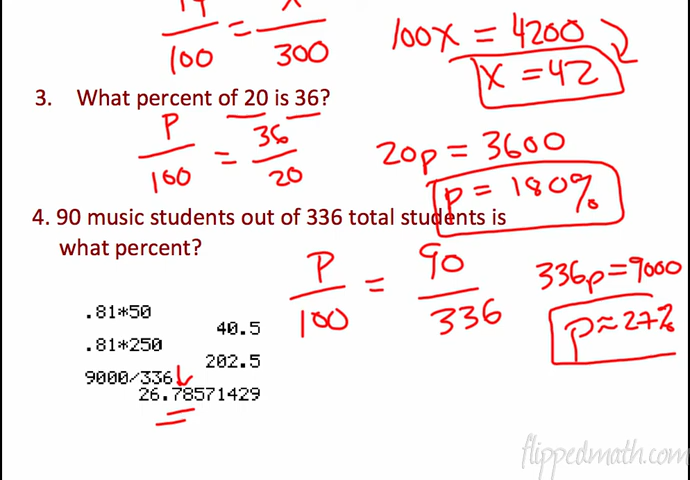 P/100 = x/300
100x = 4200
x = 42
3. What percent of 20 is 36?
P/100 = 36/20
20p = 3600
p = 180%
4. 90 music students out of 336 total students is
what percent?
P/100 = 90/336
336p=9000
p≈27%
.81*50
40.5
.81*250
202.5
9000/336
26.78571429
flippedmath.com